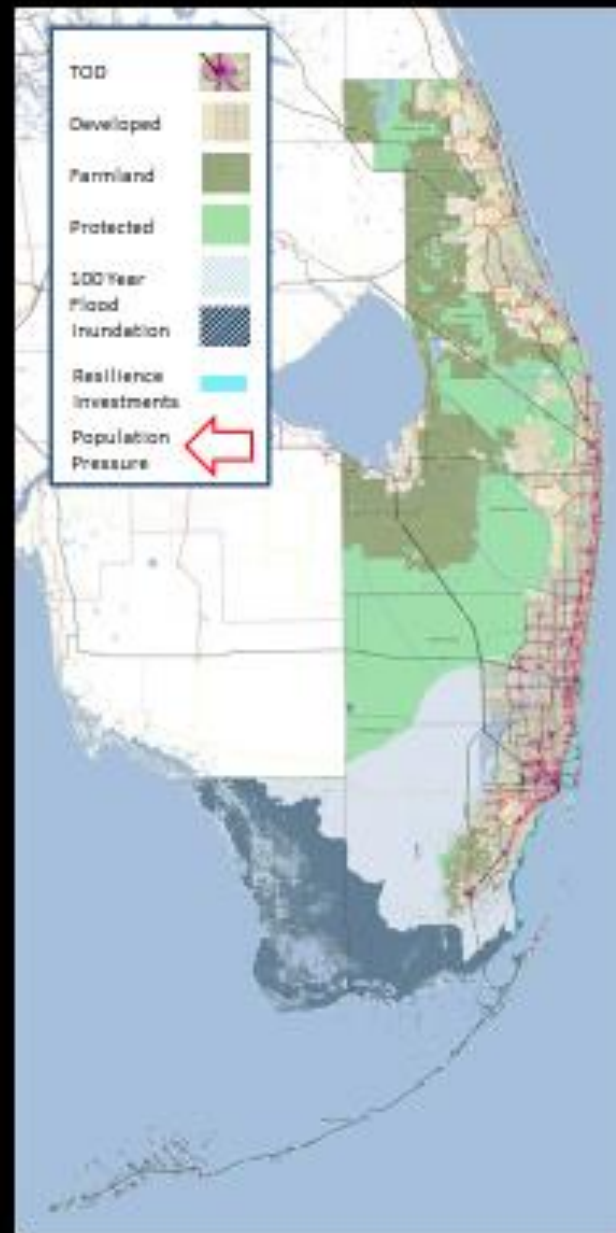 TOD
Developed
Farmland
Protected
100 Year
Flood
Inundation
Resilience
Investments
Population
Pressure